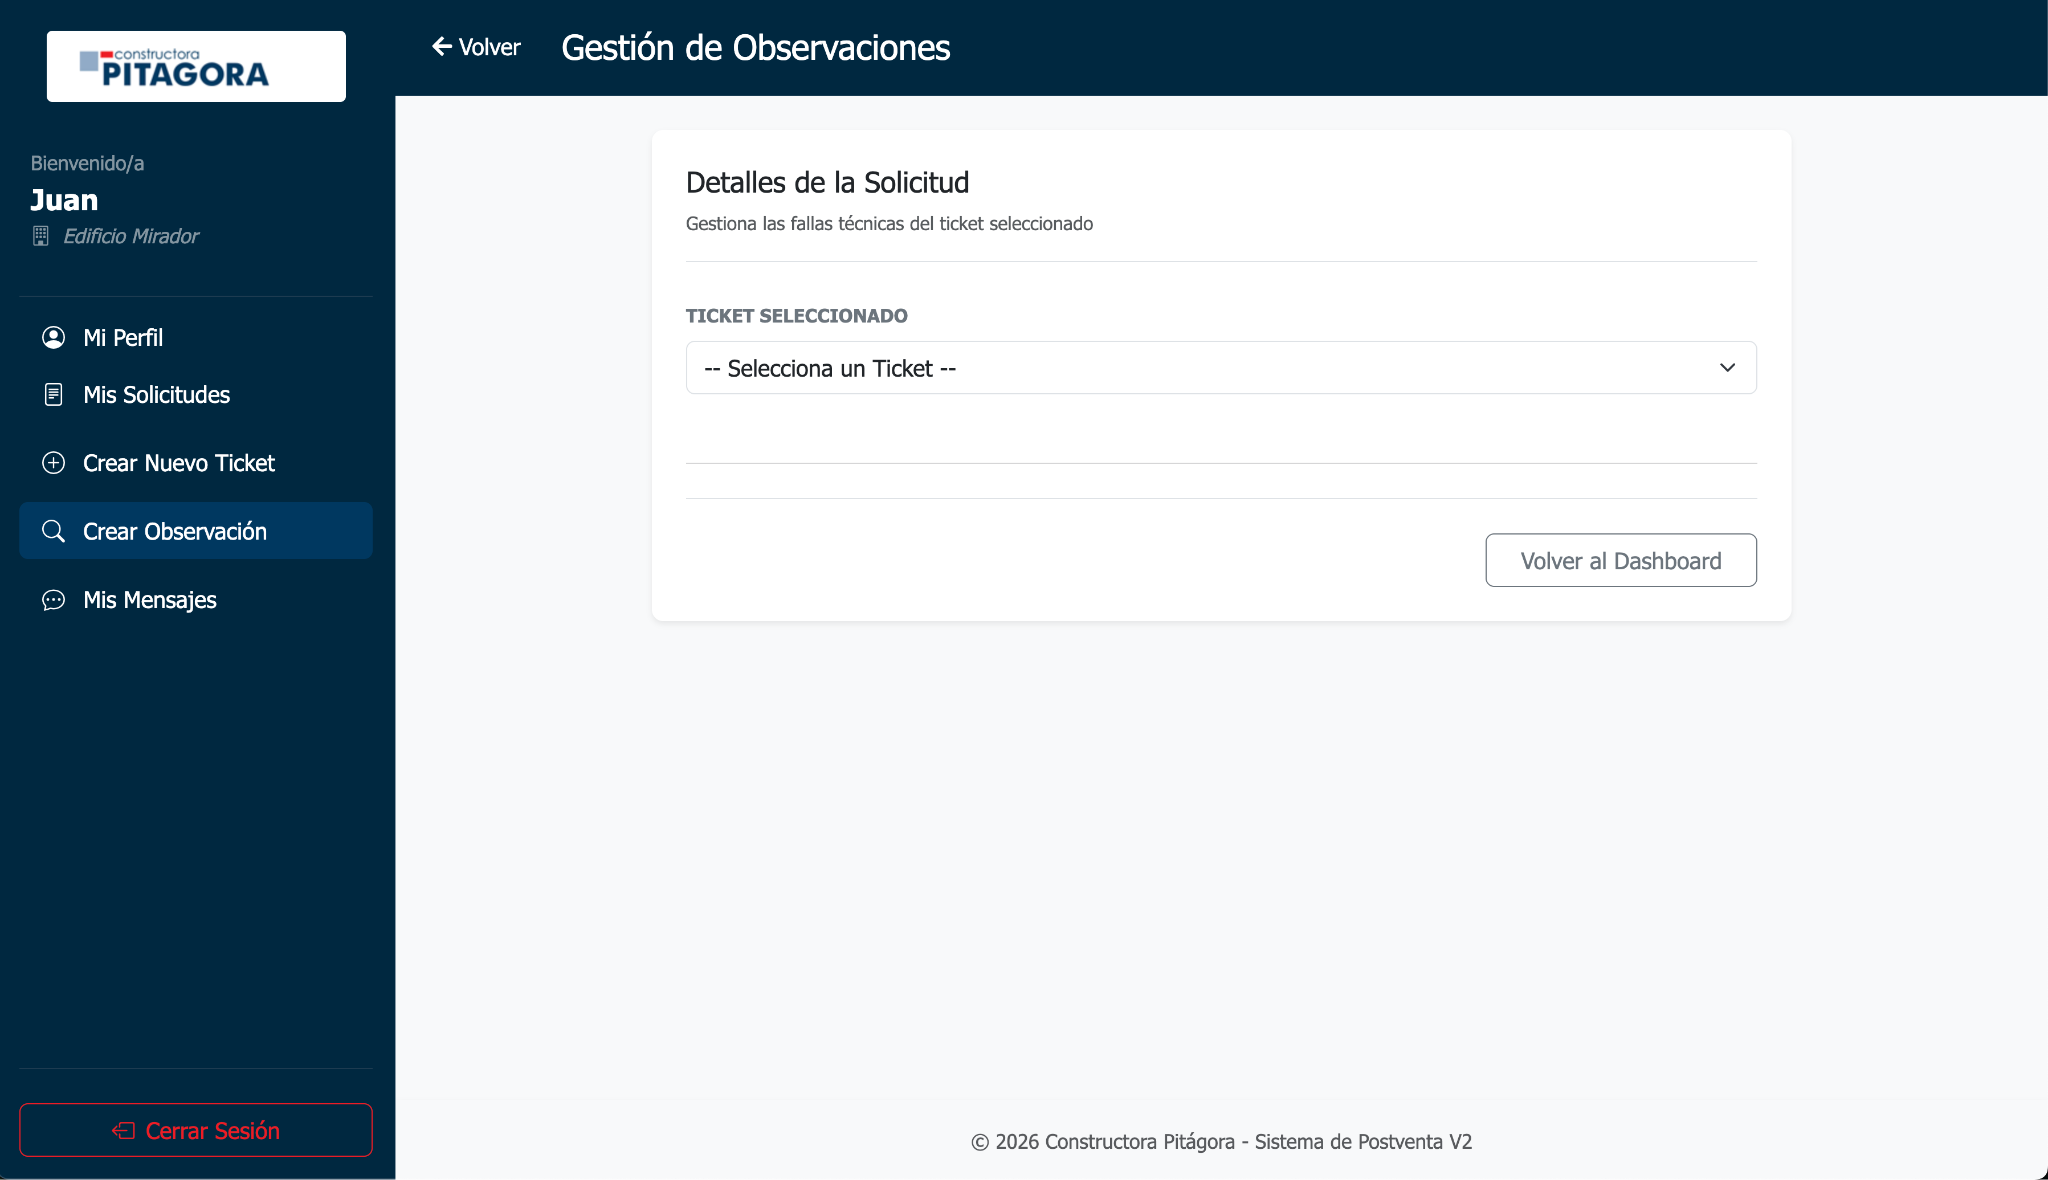 constructora
PITAGORA
Bienvenido/a
Juan
Edificio Mirador
Mi Perfil
Mis Solicitudes
Crear Nuevo Ticket
Crear Observación
Mis Mensajes
Cerrar Sesión
Volver
Gestión de Observaciones
Detalles de la Solicitud
Gestiona las fallas técnicas del ticket seleccionado
TICKET SELECCIONADO
-- Selecciona un Ticket --
Volver al Dashboard
© 2026 Constructora Pitágora - Sistema de Postventa V2